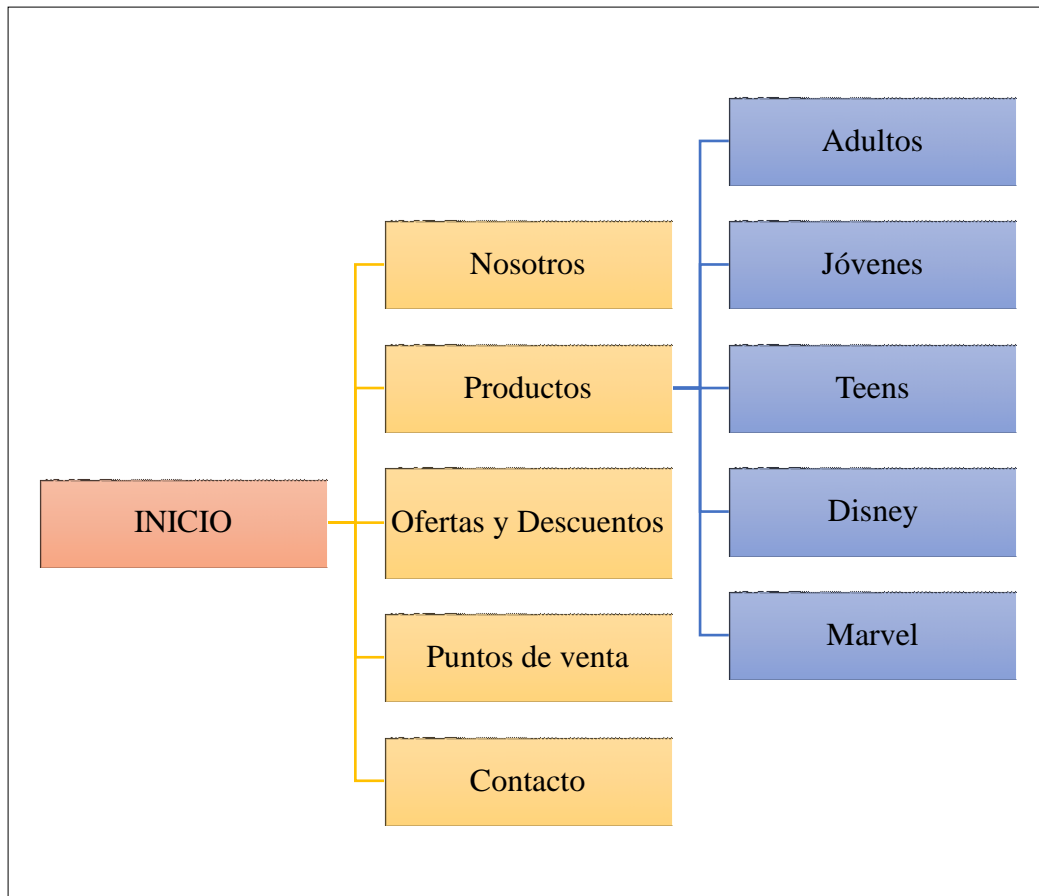 INICIO
Nosotros
Productos
Ofertas y Descuentos
Puntos de venta
Contacto
Adultos
Jóvenes
Teens
Disney
Marvel